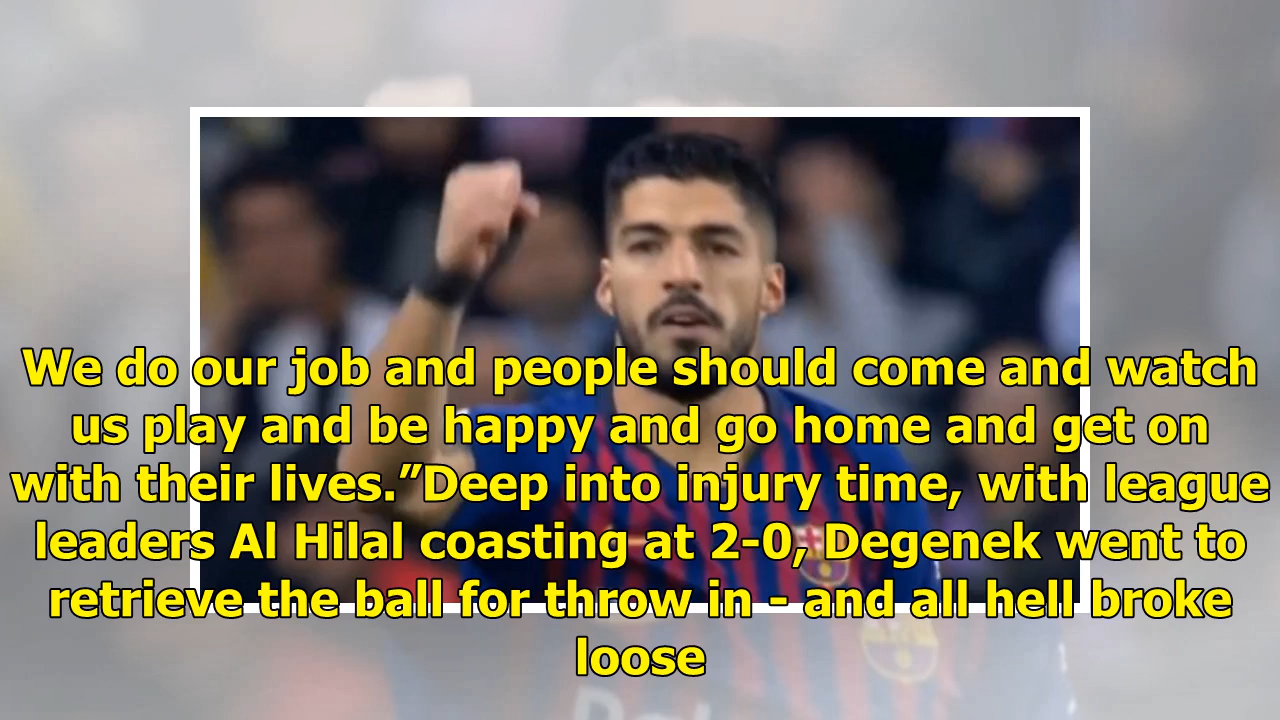 We do our job and people should come and watch
us play and be happy and go home and get on
with their lives.”Deep into injury time, with league
leaders Al Hilal coasting at 2-0, Degenek went to
retrieve the ball for throw in - and all hell broke
loose